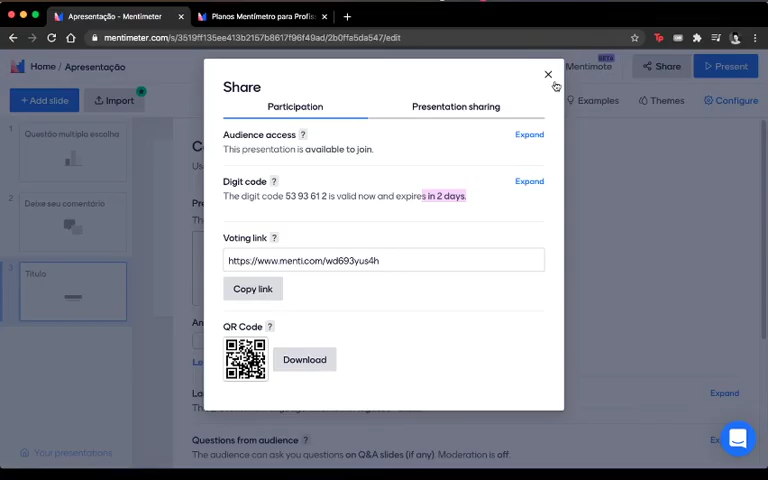 Apresentação - Mentimeter
Planos Mentímetro para Profis
mentimeter.com/s/3519ff135ee413b2157b8617f96f49ad/2b0ffa5da547/edit
Home / Apresentação
Mentimote
BETA
Share
Present
+ Add slide
Import
Examples
Themes
Configure
1
Questão multipla escolha
2
Deixe seu comentário
3
Título
Share
Participation
Presentation sharing
Audience access ?
Expand
This presentation is available to join.
Digit code ?
Expand
The digit code 53 93 61 2 is valid now and expires in 2 days.
Voting link ?
https://www.menti.com/wd693yus4h
Copy link
QR Code ?
Download
Expand
Questions from audience ?
The audience can ask you questions on Q&A slides (if any). Moderation is off.
Your presentations